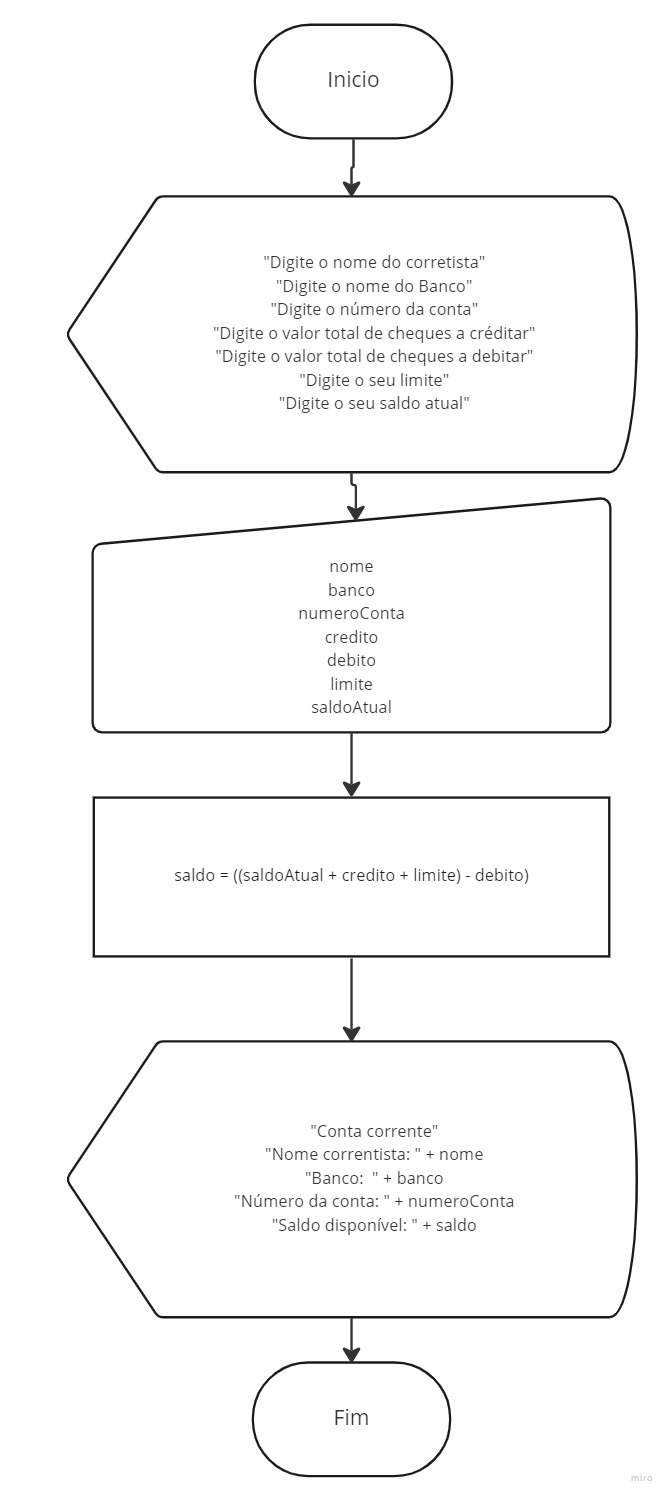 Inicio
"Digite o nome do corretista"
"Digite o nome do Banco"
"Digite o número da conta"
"Digite o valor total de cheques a créditar"
"Digite o valor total de cheques a debitar"
"Digite o seu limite"
"Digite o seu saldo atual"
nome
banco
numeroConta
credito
debito
limite
saldoAtual
saldo = ((saldoAtual + credito + limite) - debito)
"Conta corrente"
"Nome correntista: " + nome
"Banco:  " + banco
"Número da conta: " + numeroConta
"Saldo disponível: " + saldo
Fim
miro